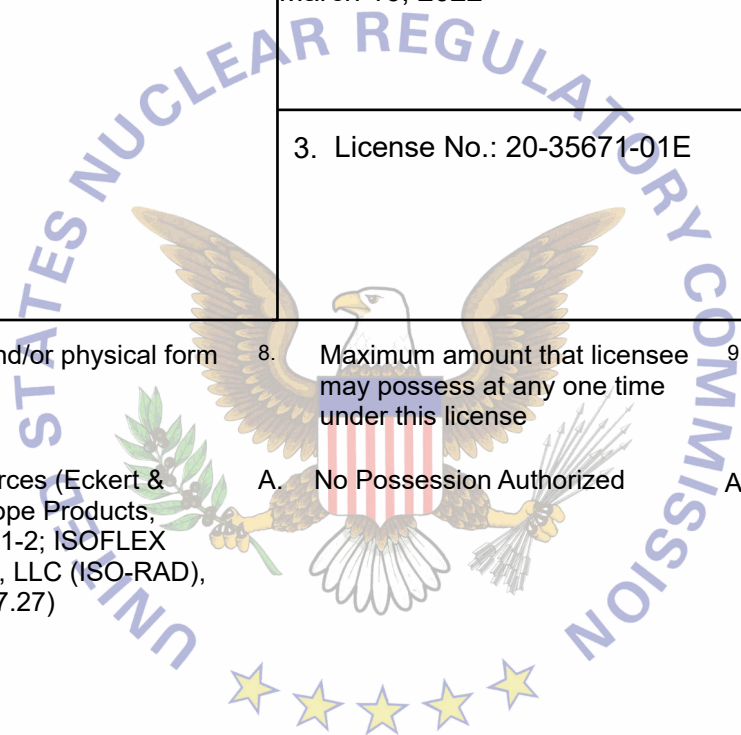 3. License No.: 20-35671-01E
nd/or physical form
8. Maximum amount that licensee
may possess at any one time
under this license
9
rces (Eckert &
ope Products,
1-2; ISOFLEX
, LLC (ISO-RAD),
7.27)
A. No Possession Authorized
A
UNITED STATES NUCLEAR REGULATORY COMMISSION